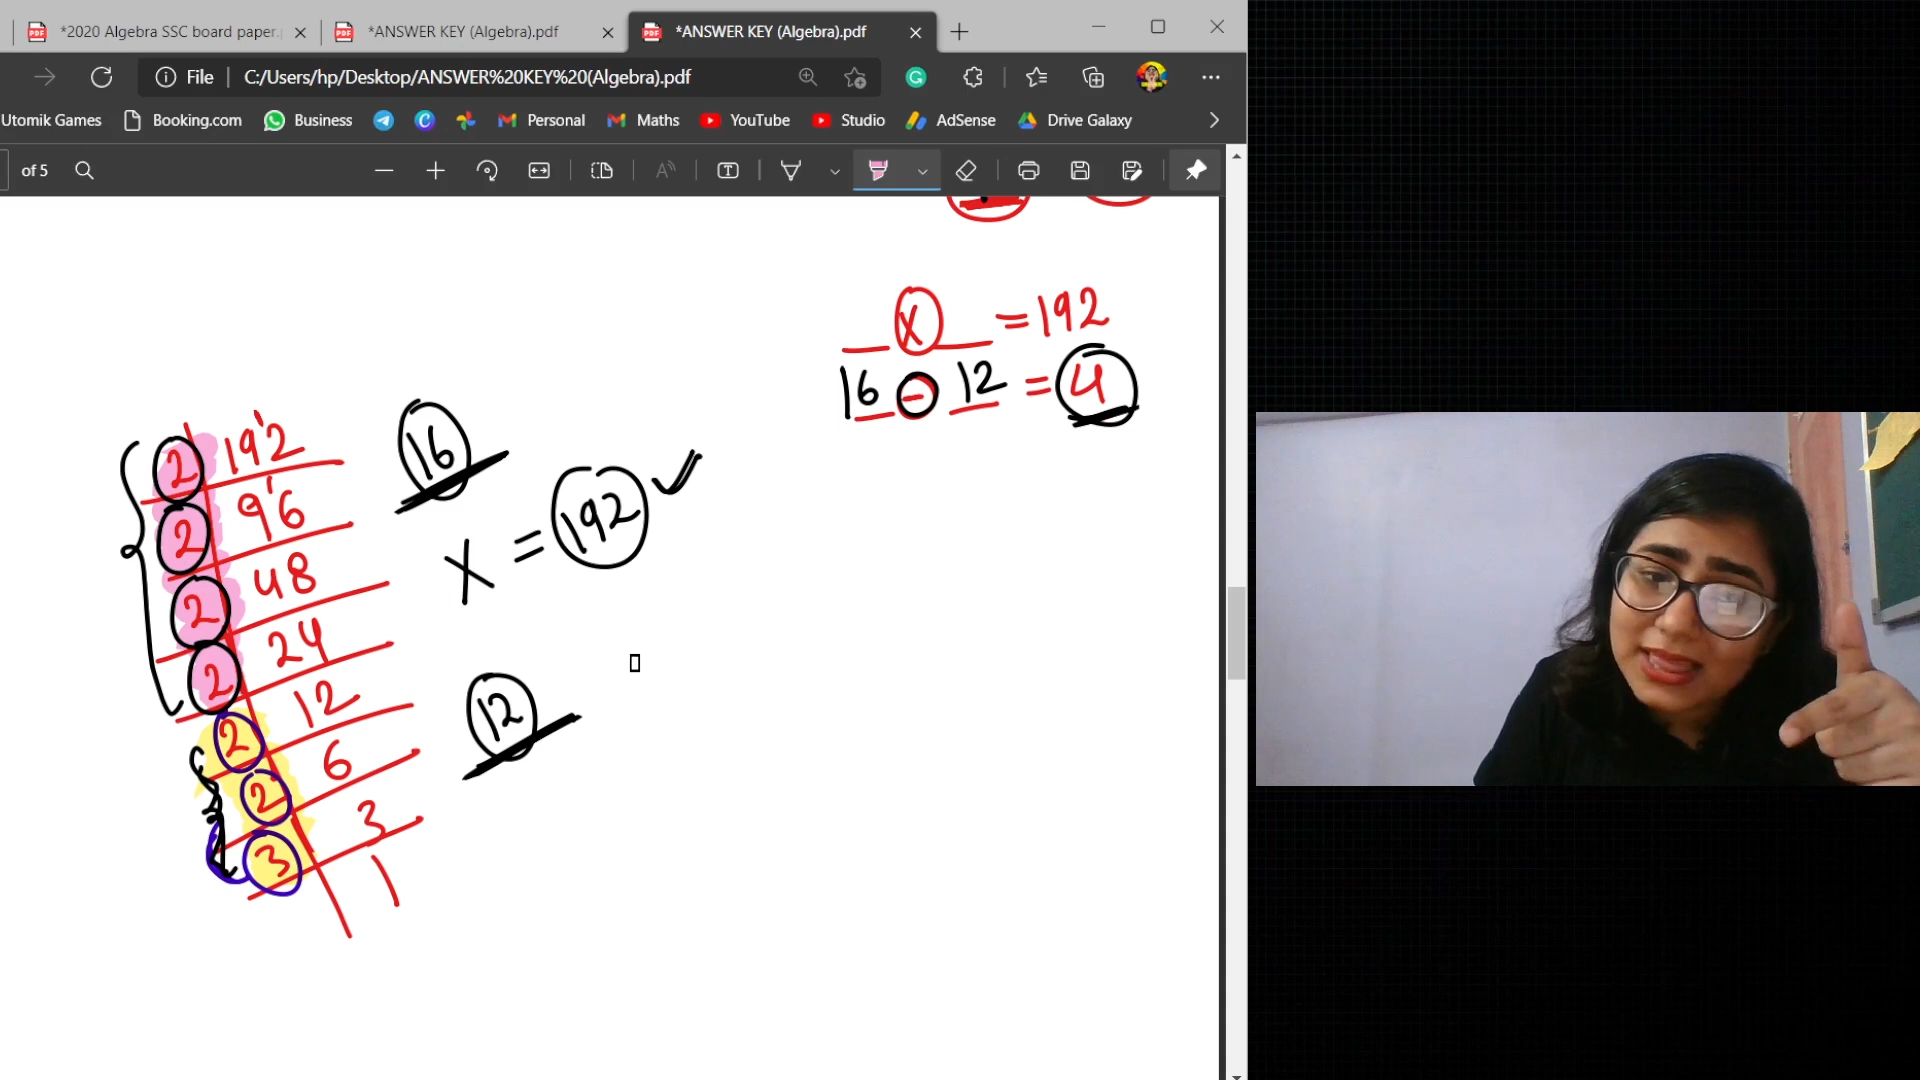 *2020 Algebra SSC board paper.p
*ANSWER KEY (Algebra).pdf
*ANSWER KEY (Algebra).pdf
File C:/Users/hp/Desktop/ANSWER%20KEY%20(Algebra).pdf
Utomik Games Booking.com Business Personal Maths YouTube Studio AdSense Drive Galaxy
of 5
_ X _ = 192
16 - 12 = 4
2 192
2 96
2 48
2 24
2 12
2 6
3 3
1
16
X = 192 ✓
12